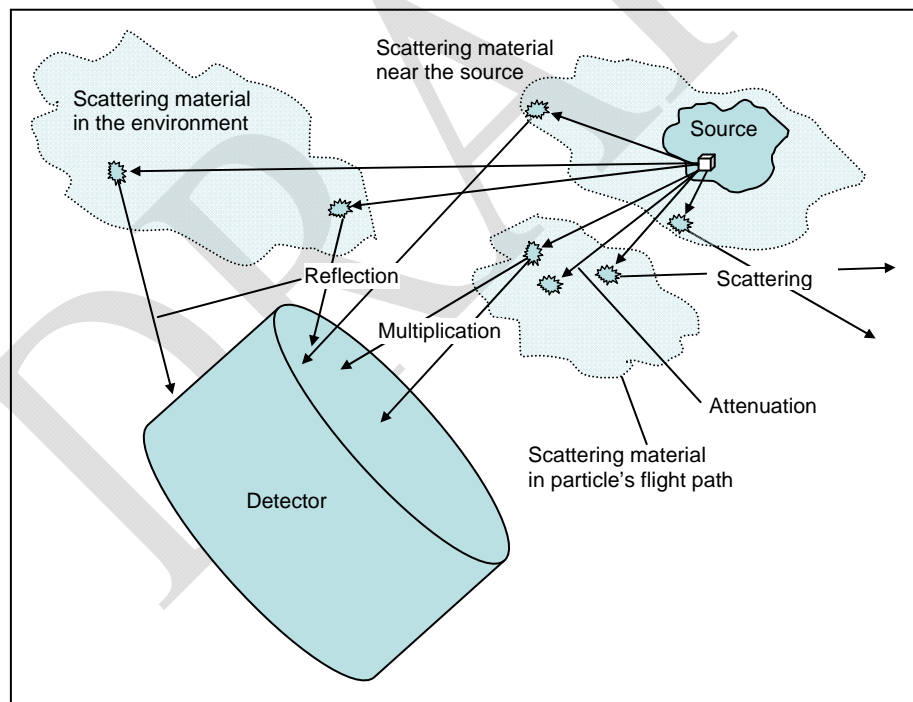 Scattering material
near the source
Scattering material
in the environment
Source
Reflection
Scattering
Multiplication
Attenuation
Scattering material
in particle's flight path
Detector
DRAFT